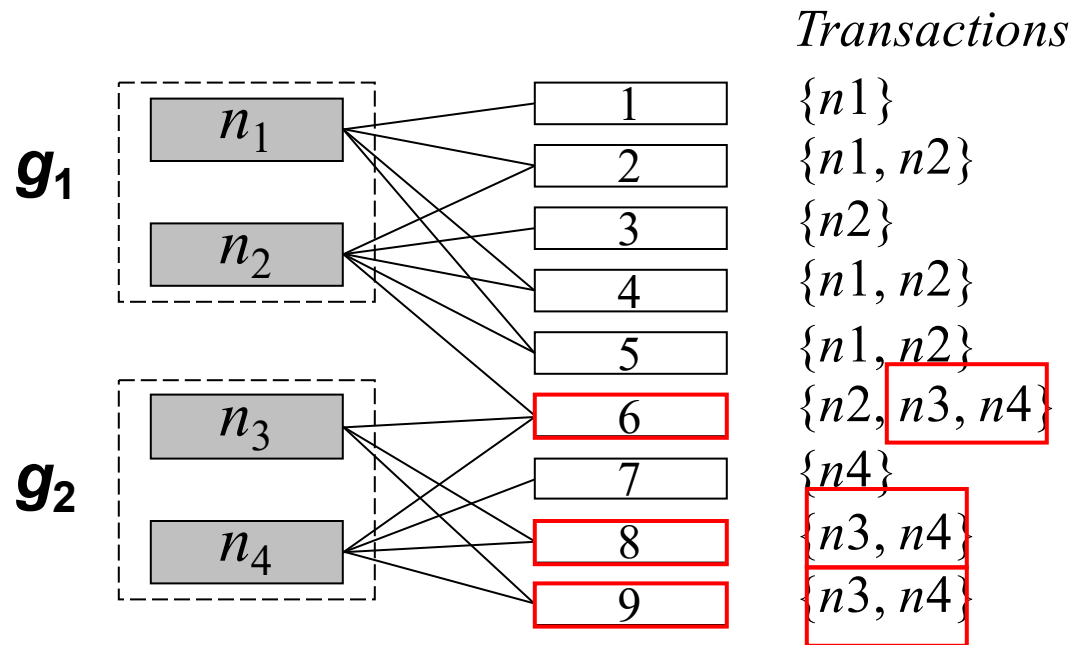 Transactions
n1 1 {n1}
g1 2 {n1, n2}
n2 3 {n2}
4 {n1, n2}
5 {n1, n2}
n3 6 {n2, n3, n4}
g2 7 {n4}
n4 8 {n3, n4}
9 {n3, n4}